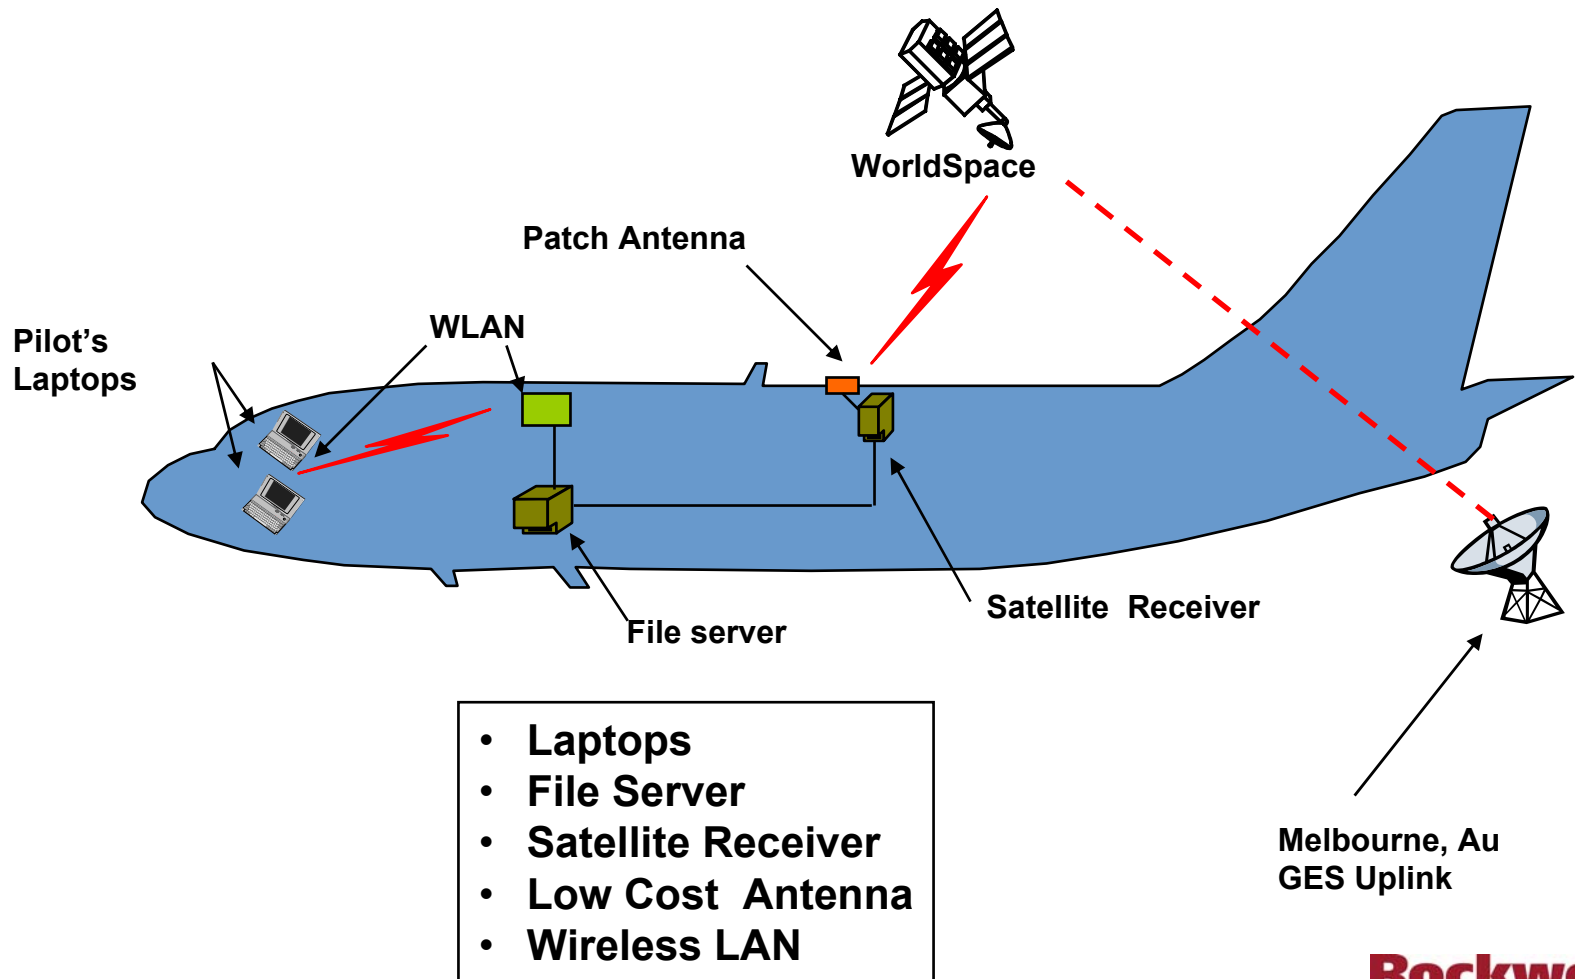 WorldSpace
Patch Antenna
WLAN
Pilot's
Laptops
Satellite  Receiver
File server
• Laptops
• File Server
• Satellite Receiver
• Low Cost  Antenna
• Wireless LAN
Melbourne, Au
GES Uplink